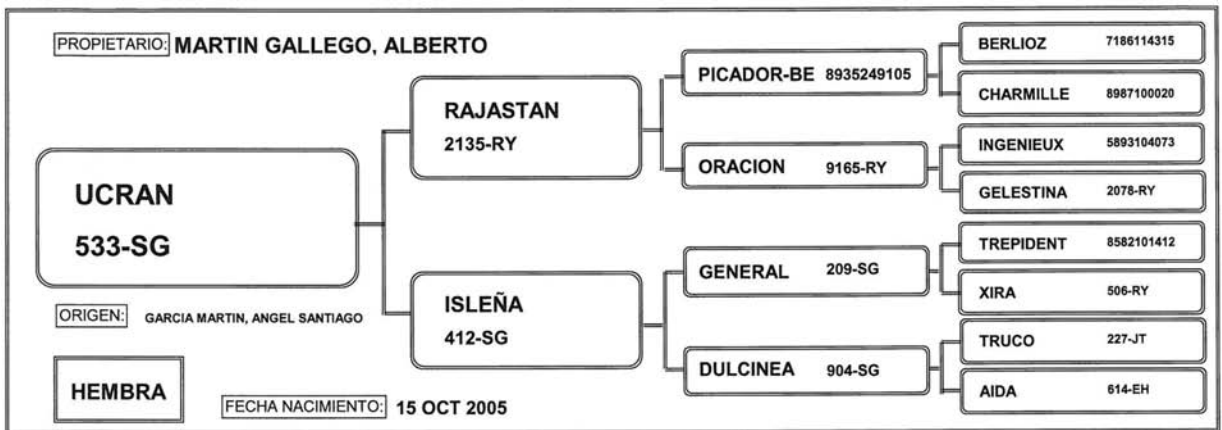 PROPIETARIO: MARTIN GALLEGO, ALBERTO
UCRAN
533-SG
ORIGEN: GARCIA MARTIN, ANGEL SANTIAGO
HEMBRA
FECHA NACIMIENTO: 15 OCT 2005
RAJASTAN
2135-RY
ISLEÑA
412-SG
PICADOR-BE 8935249105
ORACION 9165-RY
GENERAL 209-SG
DULCINEA 904-SG
BERLIOZ 7186114315
CHARMILLE 8987100020
INGENIEUX 5893104073
GELESTINA 2078-RY
TREPIDENT 8582101412
XIRA 506-RY
TRUCO 227-JT
AIDA 614-EH